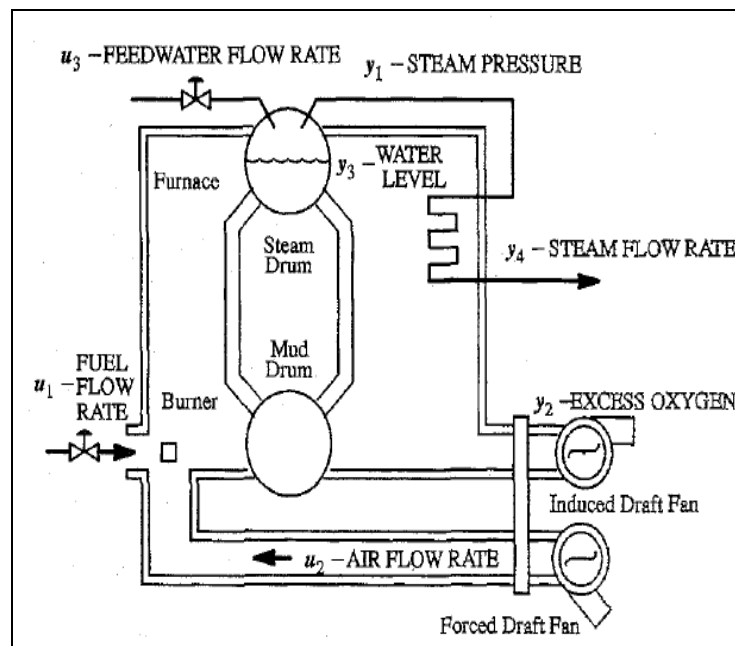 u3 – FEEDWATER FLOW RATE
y1 – STEAM PRESSURE
y3 – WATER
LEVEL
Furnace
Steam
Drum
y4 – STEAM FLOW RATE
Mud
Drum
FUEL
u1 – FLOW
RATE
Burner
y2 – EXCESS OXYGEN
Induced Draft Fan
u2 – AIR FLOW RATE
Forced Draft Fan